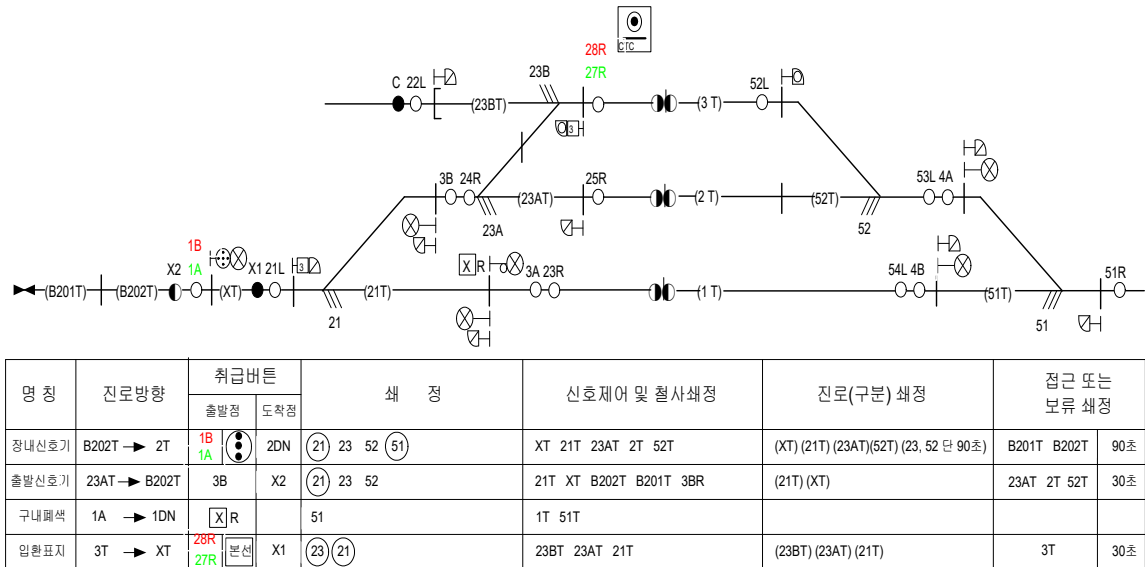 CTC
28R
27R
23B
C 22L
(23BT)
(3 T)
52L
3
3B 24R
(23AT)
25R
(2 T)
(52T)
53L 4A
23A
52
1B
1A
X2
X1 21L
3
X R
3A 23R
54L 4B
51R
(B201T)
(B202T)
(XT)
(21T)
(1 T)
(51T)
21
51
명 칭 진로방향 취급버튼 쇄 정 신호제어 및 철사쇄정 진로(구분) 쇄정 접근 또는
보류 쇄정
출발점 도착점
장내신호기 B202T → 2T 1B
1A 2DN 21 23 52 51 XT 21T 23AT 2T 52T (XT) (21T) (23AT)(52T) (23, 52 단 90초) B201T B202T 90초
출발신호기 23AT → B202T 3B X2 21 23 52 21T XT B202T B201T 3BR (21T) (XT) 23AT 2T 52T 30초
구내폐색 1A → 1DN X R 51 1T 51T
입환표지 3T → XT 28R
27R 본선 X1 23 21 23BT 23AT 21T (23BT) (23AT) (21T) 3T 30초